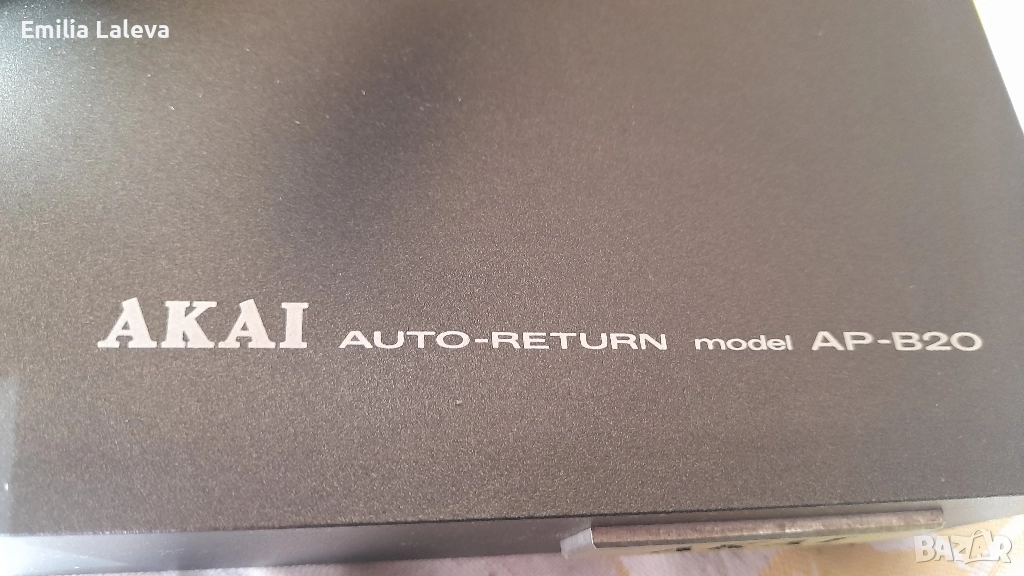 Emilia Laleva
AKAI AUTO-RETURN model AP-B20
BAZAR